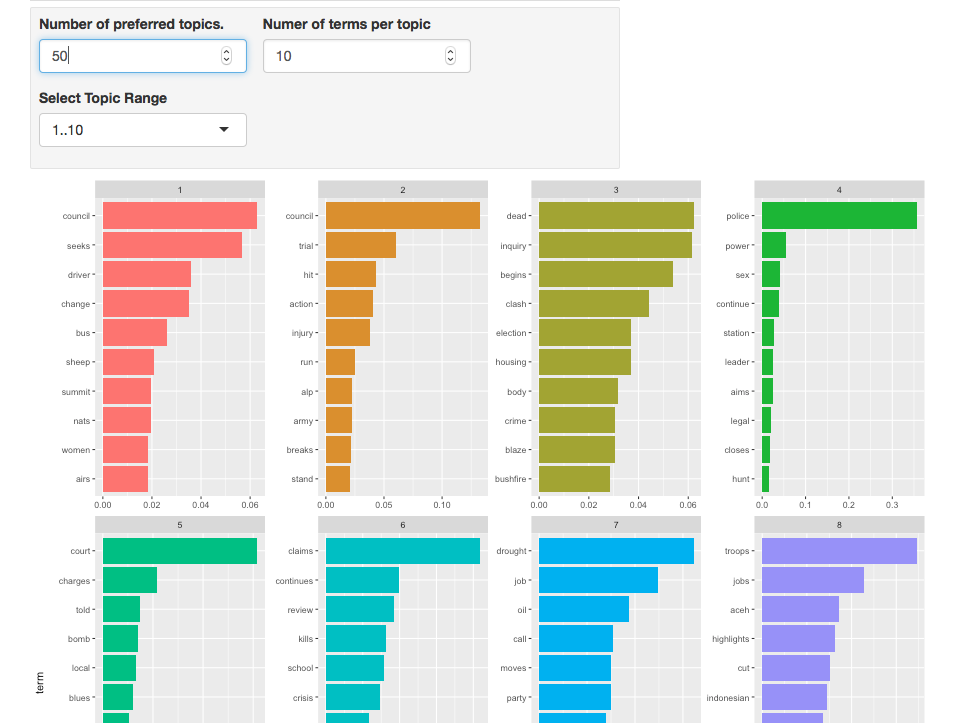 Number of preferred topics. Numer of terms per topic
50 10
Select Topic Range
1..10
1 2 3 4
council council dead police
seeks trial inquiry power
driver hit begins sex
change action clash continue
bus injury election station
sheep run housing leader
summit alp body aims
nats army crime legal
women breaks blaze closes
airs stand bushfire hunt
0.00 0.02 0.04 0.06 0.00 0.05 0.10 0.00 0.02 0.04 0.06 0.0 0.1 0.2 0.3
5 6 7 8
court claims drought troops
charges continues job jobs
told review oil aceh
bomb kills call highlights
local school moves cut
term
blues crisis party indonesian